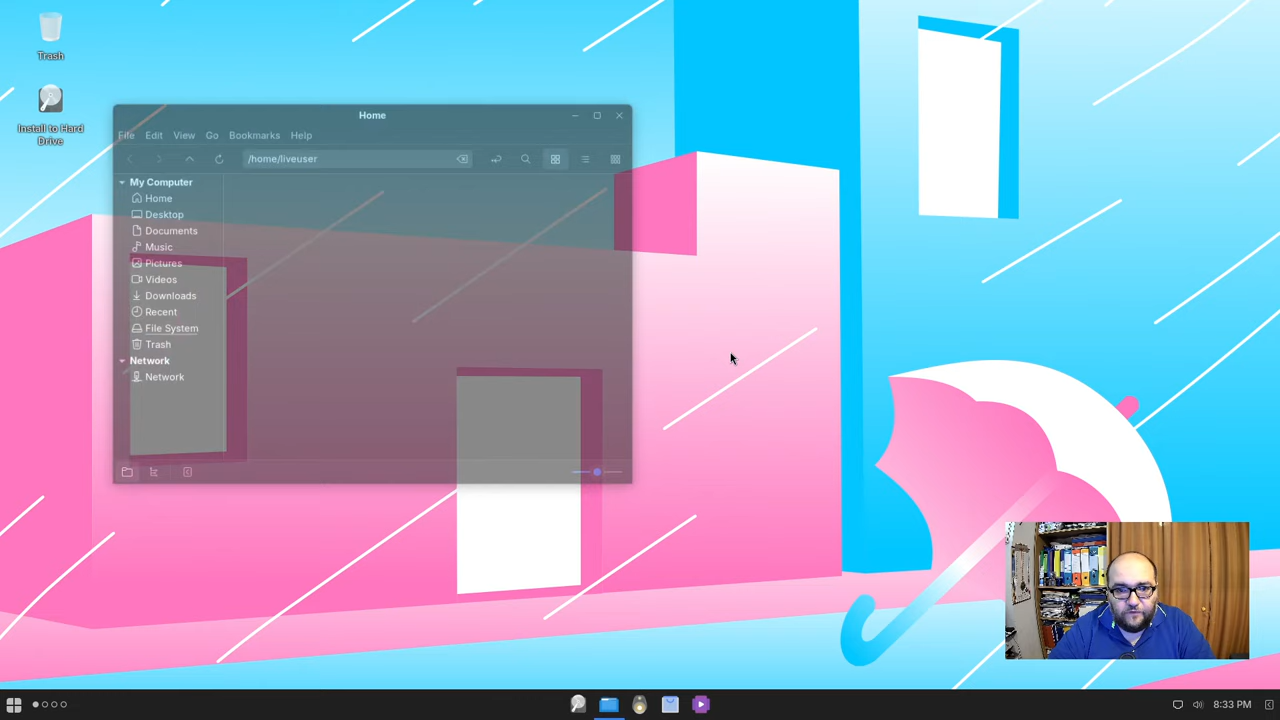 Trash
Install to Hard
Drive
Home
File Edit View Go Bookmarks Help
/home/liveuser
My Computer
Home
Desktop
Documents
Music
Pictures
Videos
Downloads
Recent
File System
Trash
Network
Network
8:33 PM